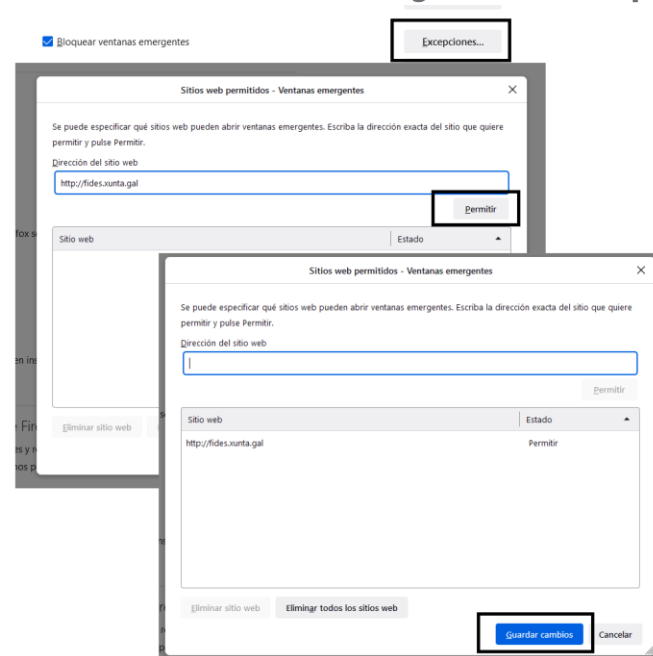 Bloquear ventanas emergentes
Excepciones...
Sitios web permitidos - Ventanas emergentes
Se puede especificar qué sitios web pueden abrir ventanas emergentes. Escriba la dirección exacta del sitio que quiere
permitir y pulse Permitir.
Dirección del sitio web
http://fides.xunta.gal
Permitir
Sitio web Estado
Eliminar sitio web
Sitios web permitidos - Ventanas emergentes
Se puede especificar qué sitios web pueden abrir ventanas emergentes. Escriba la dirección exacta del sitio que quiere
permitir y pulse Permitir.
Dirección del sitio web
Permitir
Sitio web Estado
http://fides.xunta.gal Permitir
Eliminar sitio web Eliminar todos los sitios web
Guardar cambios Cancelar